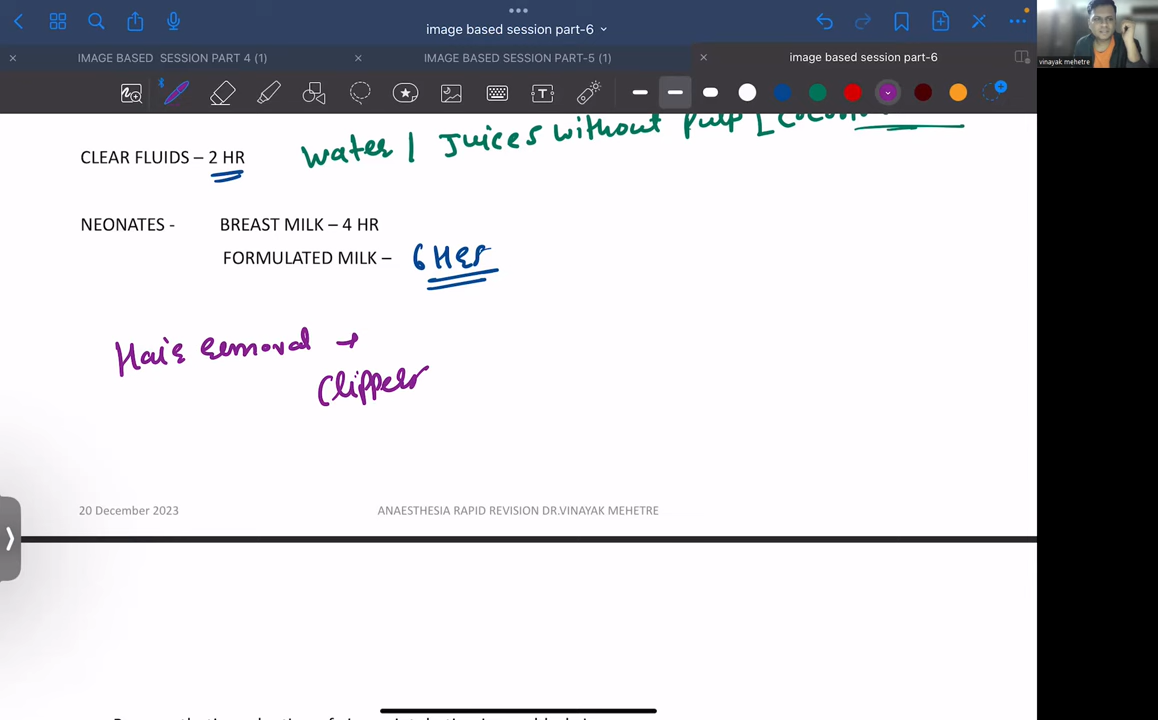 image based session part-6
IMAGE BASED SESSION PART 4 (1)
IMAGE BASED SESSION PART-5 (1)
image based session part-6
vinayak mehetre
Water | Juices without Pulp
CLEAR FLUIDS – 2 HR
NEONATES - BREAST MILK – 4 HR
FORMULATED MILK – 6 Hrs
Hair removal →
Clippers
20 December 2023
ANAESTHESIA RAPID REVISION DR.VINAYAK MEHETRE